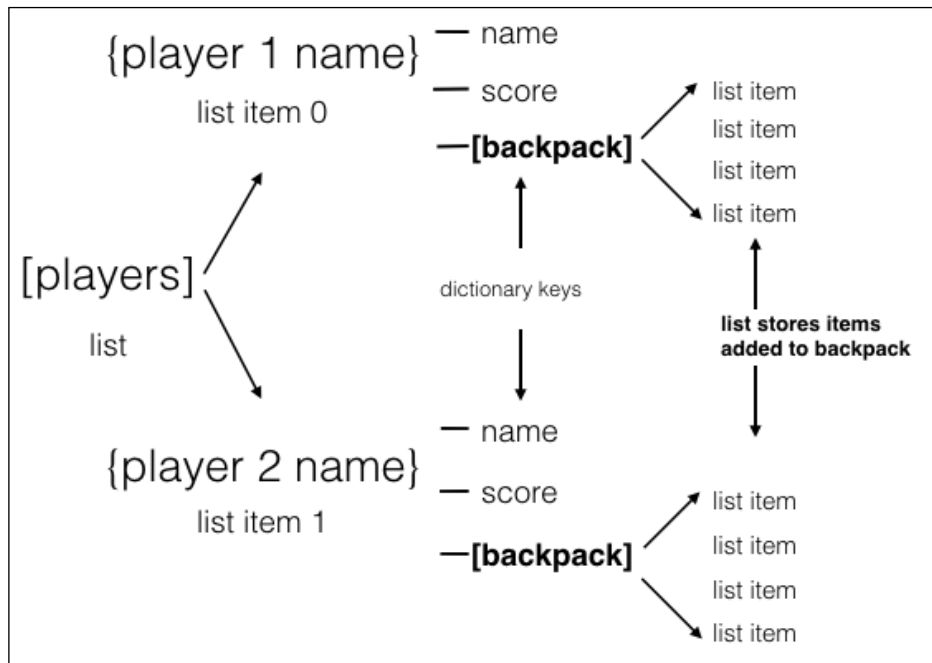 {player 1 name}
list item 0
name
score
[backpack]
list item
list item
list item
list item
[players]
list
dictionary keys
list stores items
added to backpack
{player 2 name}
list item 1
name
score
[backpack]
list item
list item
list item
list item